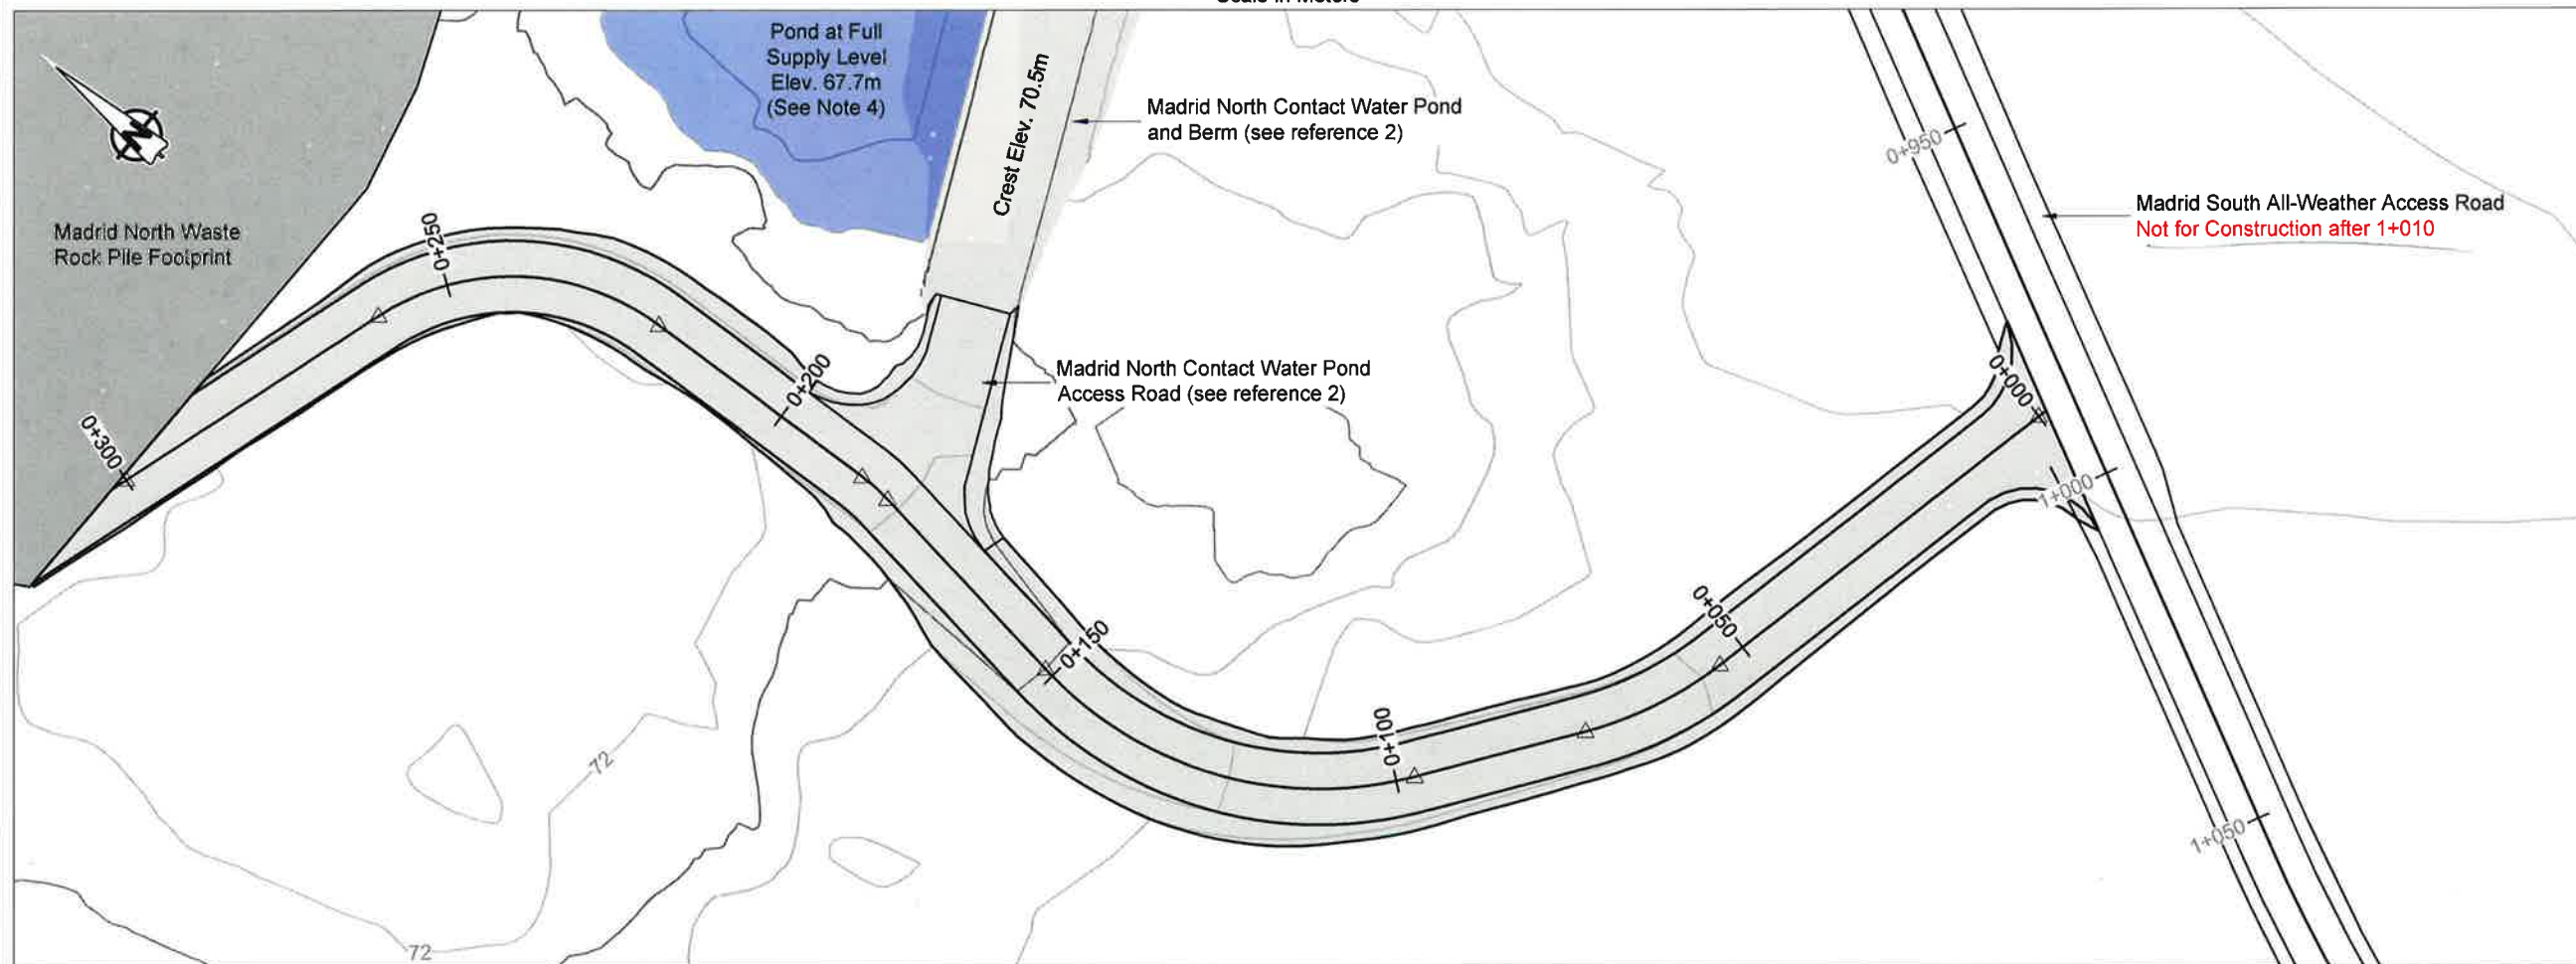 Scale in Meters
Pond at Full
Supply Level
Elev. 67.7m
(See Note 4)
Crest Elev. 70.5m
Madrid North Contact Water Pond
and Berm (see reference 2)
0+950
Madrid South All-Weather Access Road
Not for Construction after 1+010
N
Madrid North Waste
Rock Pile Footprint
0+250
0+200
Madrid North Contact Water Pond
Access Road (see reference 2)
0+000
0+300
1+000
0+050
0+150
0+100
72
1+050
72